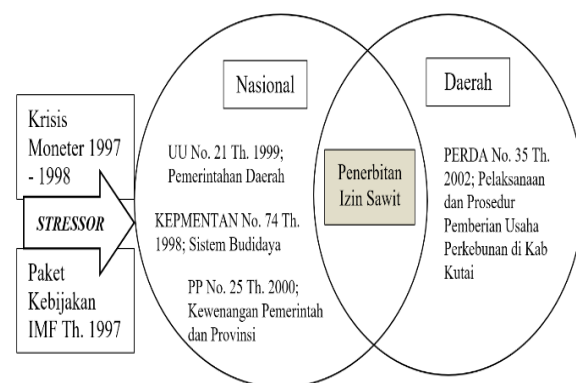 Krisis
Moneter 1997
- 1998
STRESSOR
Paket
Kebijakan
IMF Th. 1997
Nasional
UU No. 21 Th. 1999;
Pemerintahan Daerah
KEPMENTAN No. 74 Th.
1998; Sistem Budidaya
PP No. 25 Th. 2000;
Kewenangan Pemerintah
dan Provinsi
Penerbitan
Izin Sawit
Daerah
PERDA No. 35 Th.
2002; Pelaksanaan
dan Prosedur
Pemberian Usaha
Perkebunan di Kab
Kutai